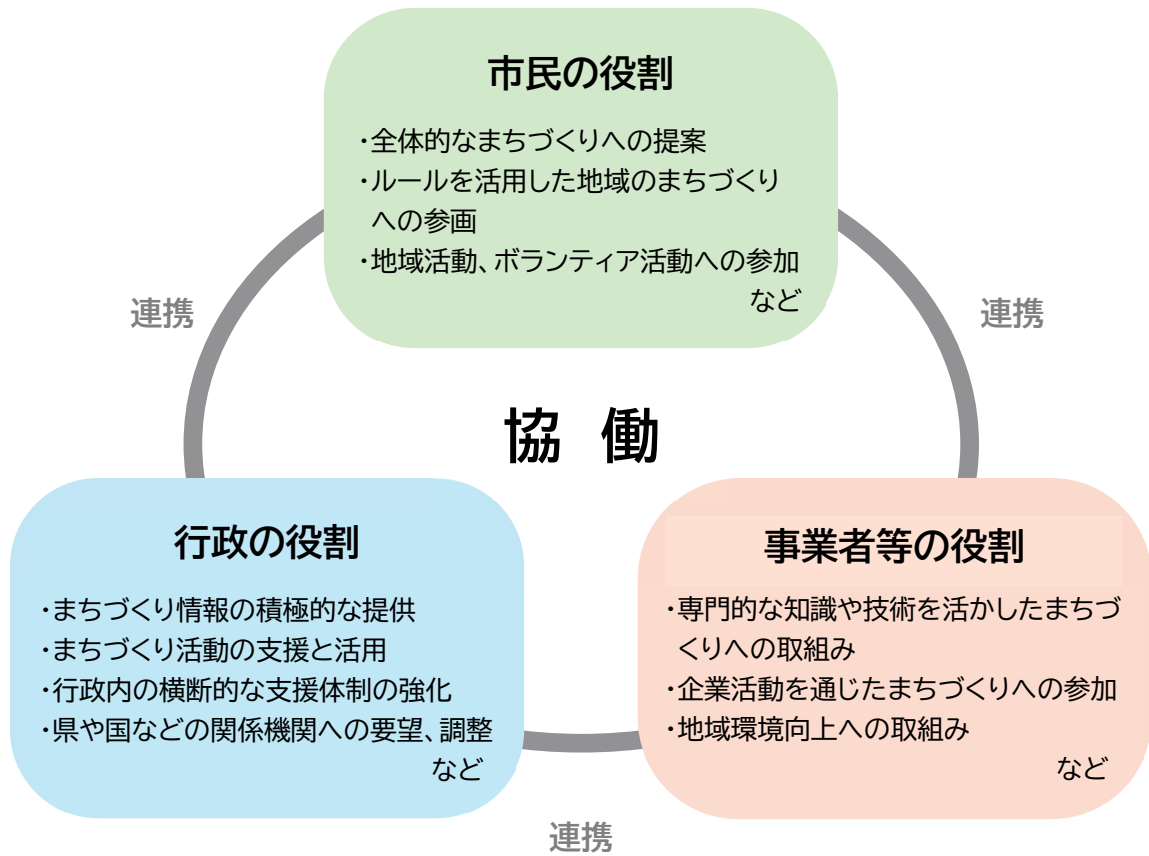 市民の役割
・全体的なまちづくりへの提案
・ルールを活用した地域のまちづくり
への参画
・地域活動、ボランティア活動への参加
など
連携
連携
協 働
行政の役割
・まちづくり情報の積極的な提供
・まちづくり活動の支援と活用
・行政内の横断的な支援体制の強化
・県や国などの関係機関への要望、調整
など
事業者等の役割
・専門的な知識や技術を活かしたまちづ
くりへの取組み
・企業活動を通じたまちづくりへの参加
・地域環境向上への取組み
など
連携